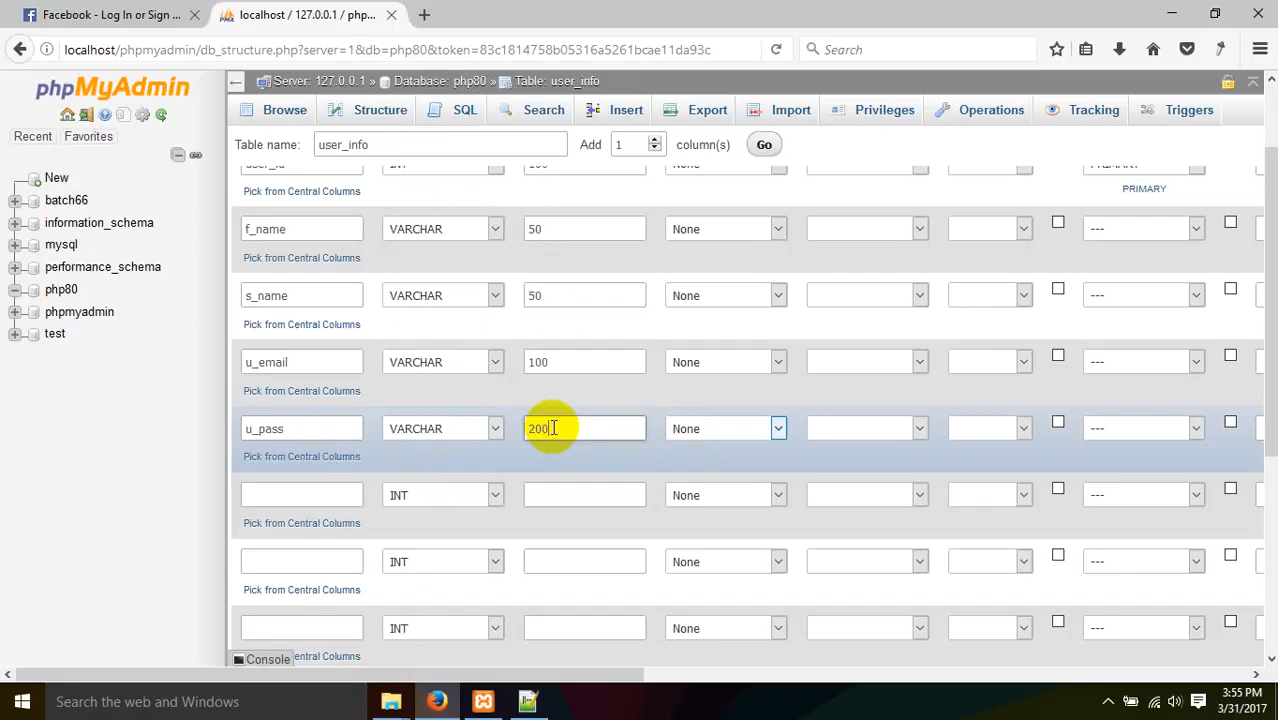 Facebook - Log In or Sign ...
localhost / 127.0.0.1 / php...
localhost/phpmyadmin/db_structure.php?server=1&db=php80&token=83c1814758b05316a5261bcae11da93c
Search
phpMyAdmin
Recent
Favorites
New
batch66
information_schema
mysql
performance_schema
php80
phpmyadmin
test
Server: 127.0.0.1 » Database: php80 » Table: user_info
Browse
Structure
SQL
Search
Insert
Export
Import
Privileges
Operations
Tracking
Triggers
Table name: user_info Add 1 column(s) Go
user_id INT 100 PRIMARY
Pick from Central Columns PRIMARY
f_name VARCHAR 50 None ---
Pick from Central Columns
s_name VARCHAR 50 None ---
Pick from Central Columns
u_email VARCHAR 100 None ---
Pick from Central Columns
u_pass VARCHAR 200 None ---
Pick from Central Columns
INT None ---
Pick from Central Columns
INT None ---
Pick from Central Columns
INT None ---
Console entral Columns
Search the web and Windows
3:55 PM
3/31/2017